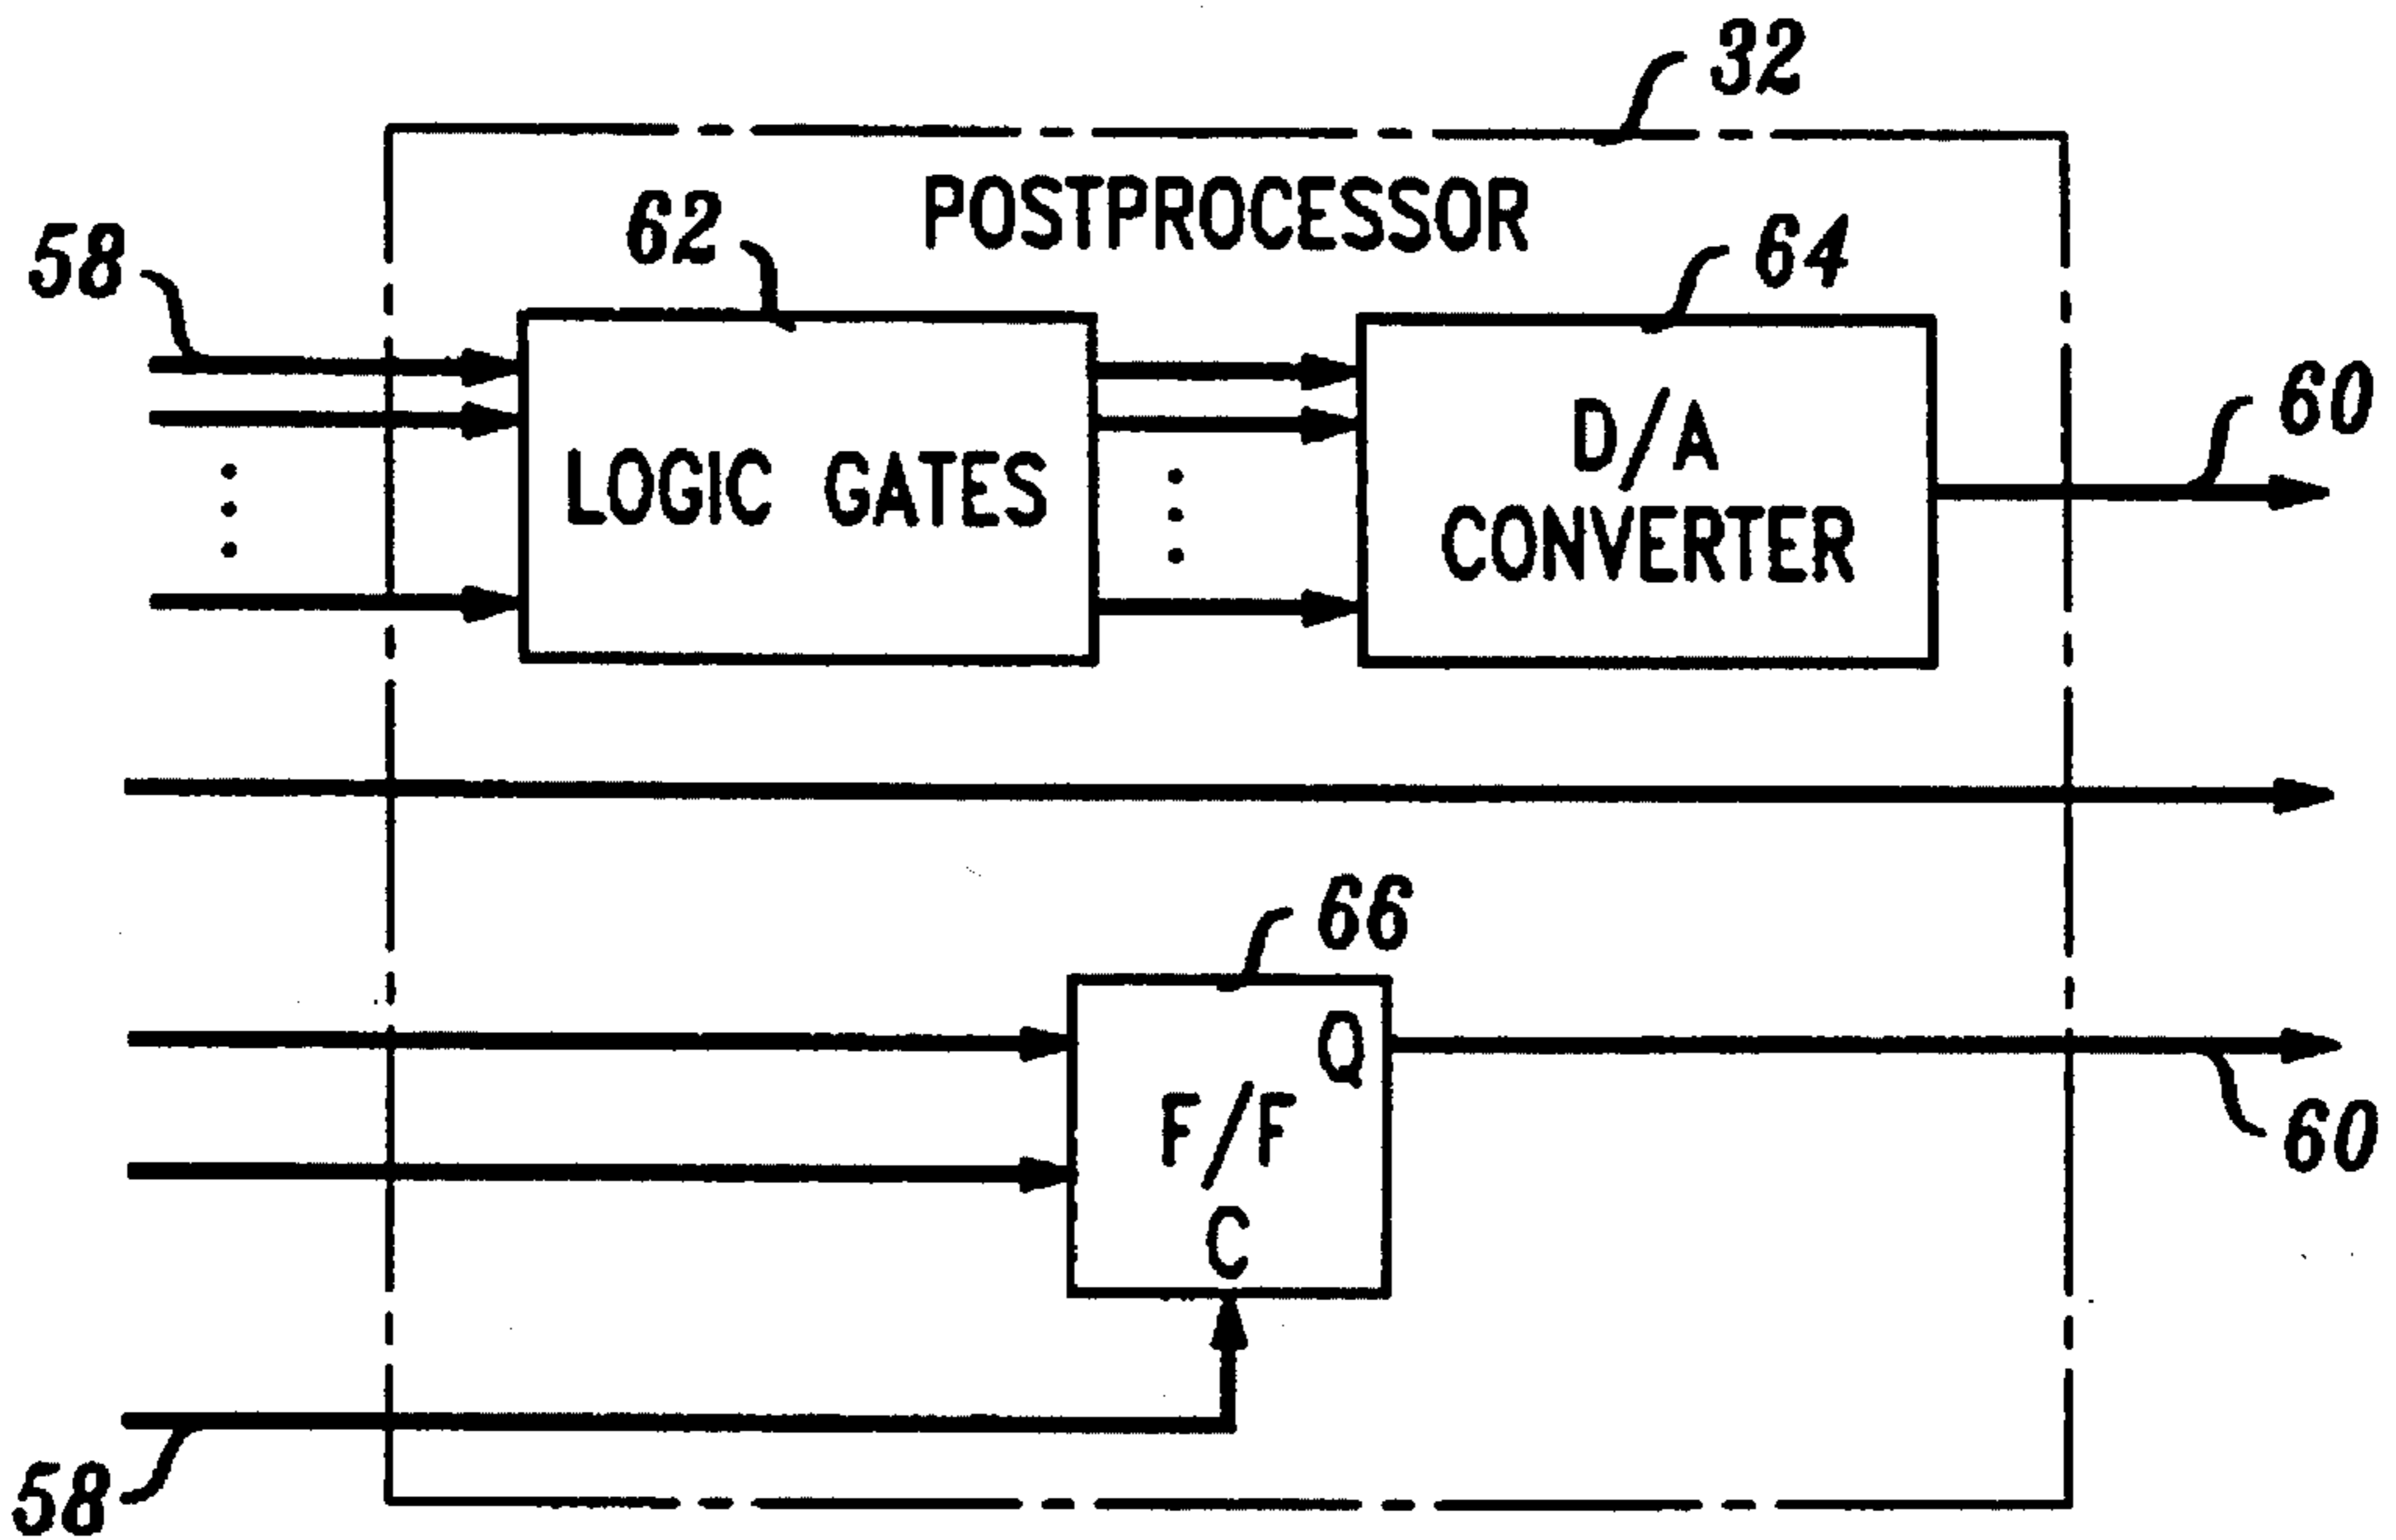 32
POSTPROCESSOR
58
62
64
60
LOGIC GATES
D/A
CONVERTER
66
Q
F/F
C
60
58